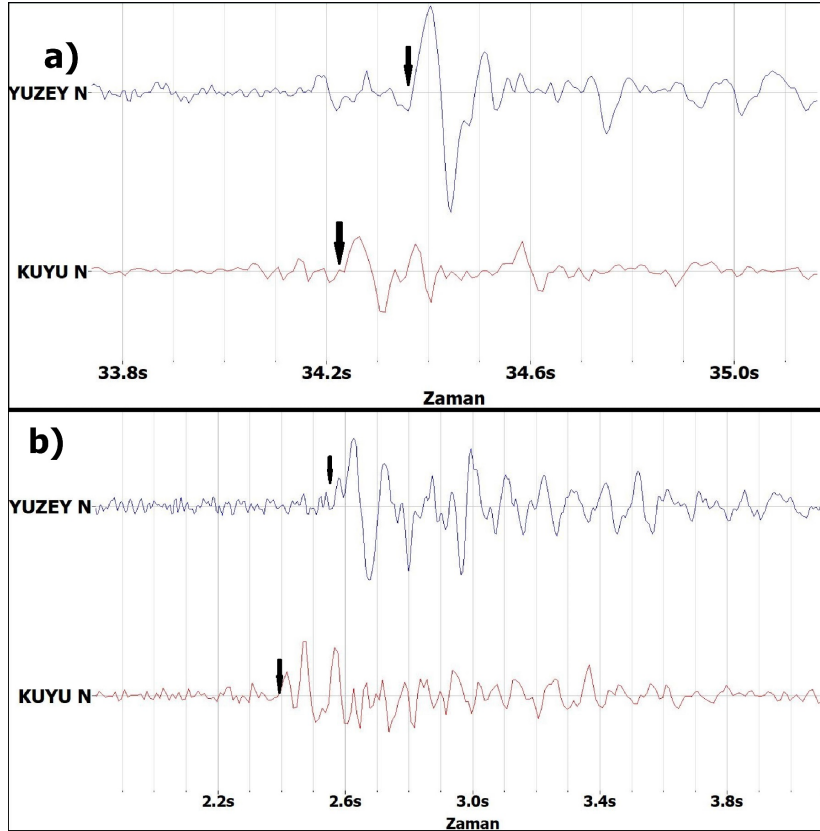 a)
YUZEY N
KUYU N
33.8s 34.2s 34.6s 35.0s
Zaman
b)
YUZEY N
KUYU N
2.2s 2.6s 3.0s 3.4s 3.8s
Zaman